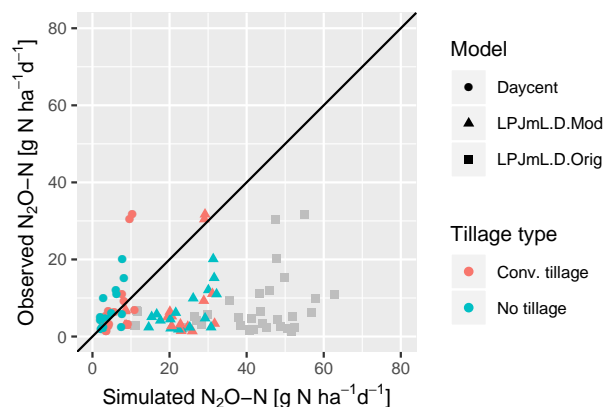 80
60
40
20
0
0 20 40 60 80
Observed N₂O−N [g N ha⁻¹d⁻¹]
Simulated N₂O−N [g N ha⁻¹d⁻¹]
Model
Daycent
LPJmL.D.Mod
LPJmL.D.Orig
Tillage type
Conv. tillage
No tillage